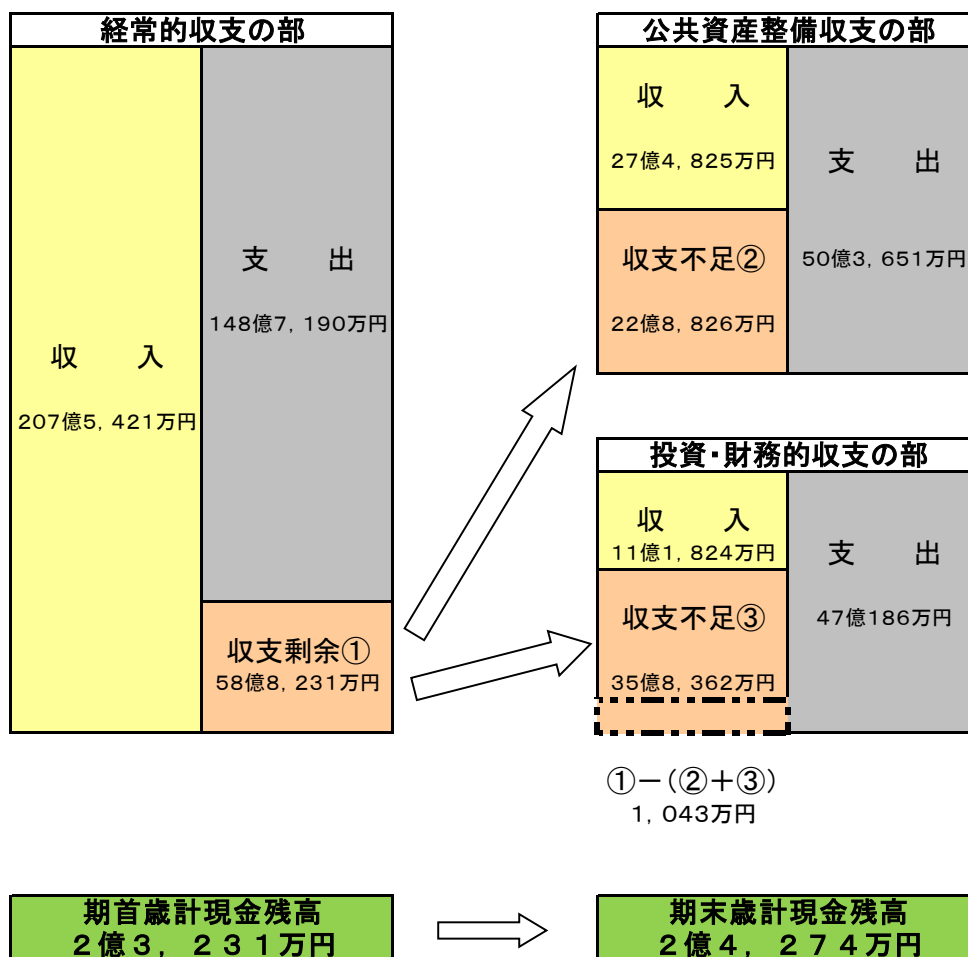 経常的収支の部
収　入
207億5,421万円
支　出
148億7,190万円
収支剰余①
58億8,231万円
公共資産整備収支の部
収　入
27億4,825万円
収支不足②
22億8,826万円
支　出
50億3,651万円
投資・財務的収支の部
収　入
11億1,824万円
収支不足③
35億8,362万円
支　出
47億186万円
①－(②＋③)
1,043万円
期首歳計現金残高
2億3,231万円
期末歳計現金残高
2億4,274万円